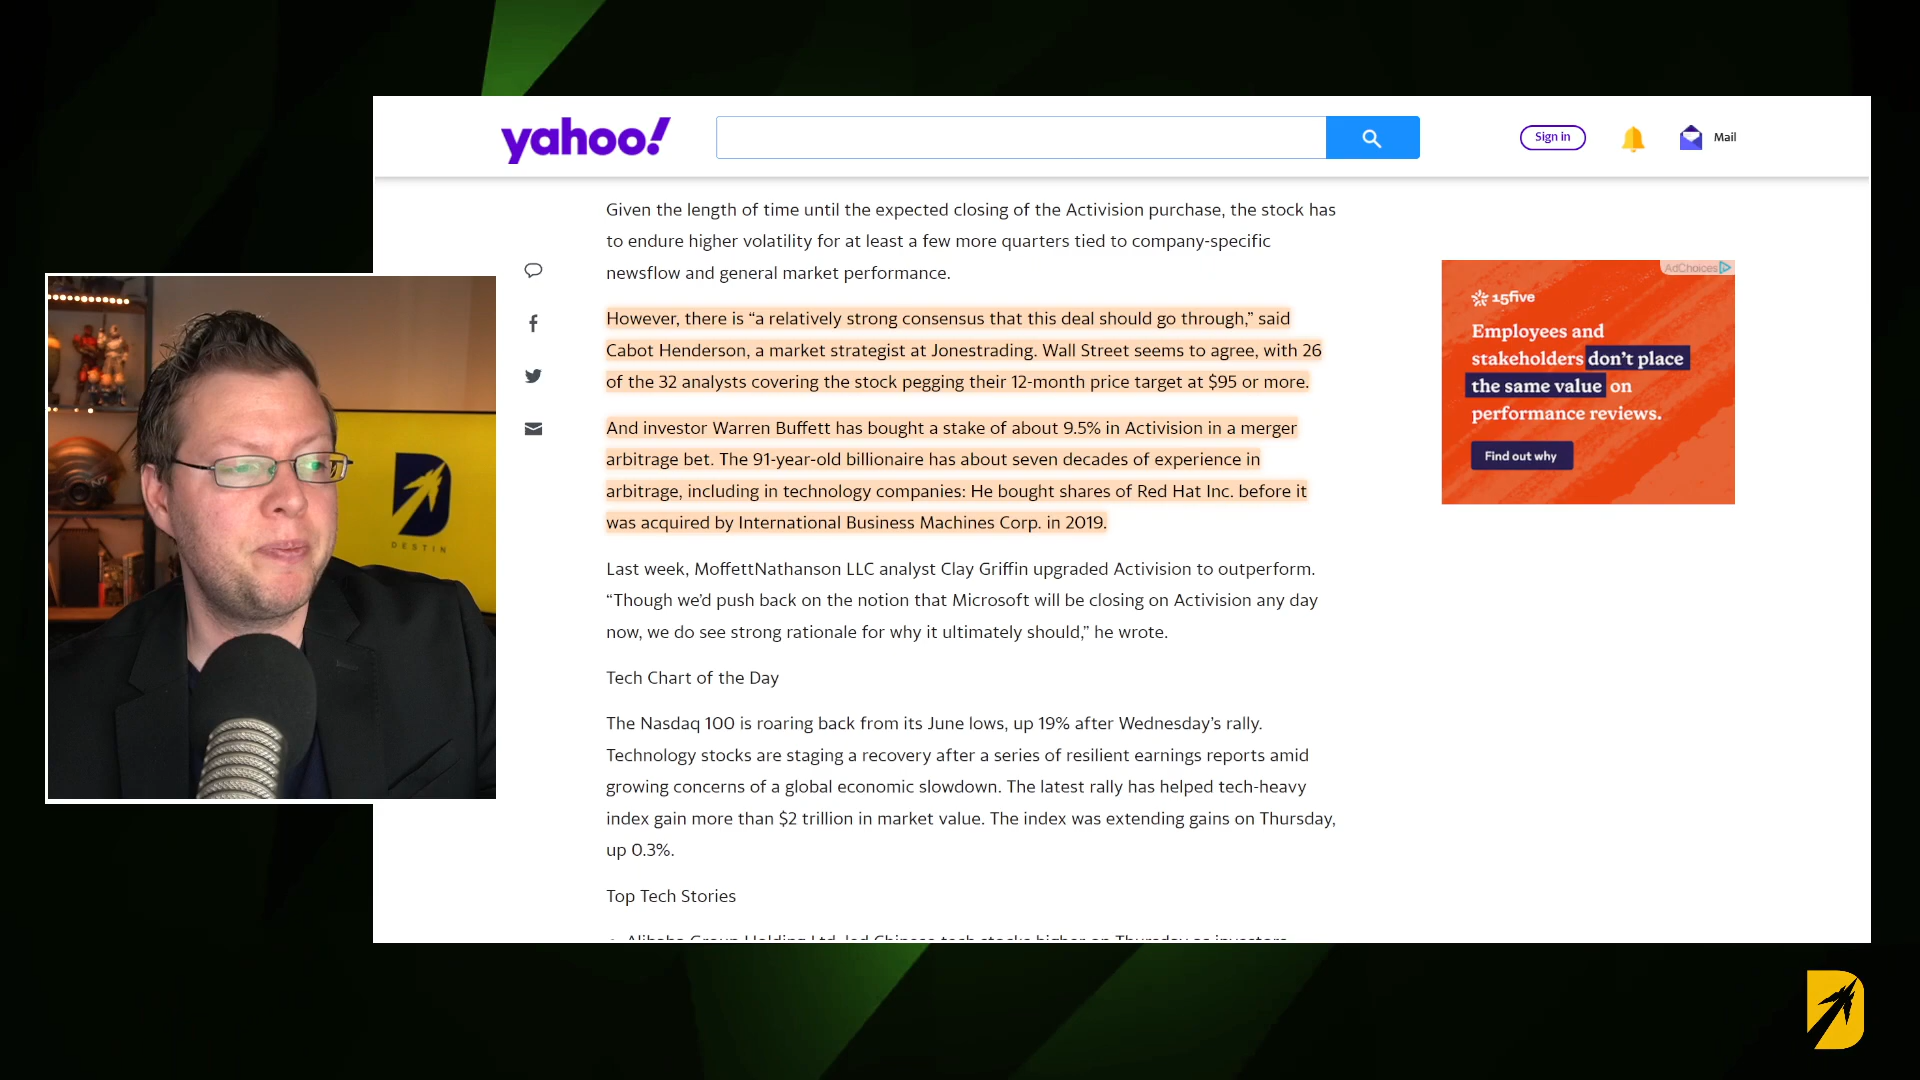 yahoo!
Sign in
Mail
Given the length of time until the expected closing of the Activision purchase, the stock has
to endure higher volatility for at least a few more quarters tied to company-specific
newsflow and general market performance.
However, there is “a relatively strong consensus that this deal should go through,” said
Cabot Henderson, a market strategist at Jonestrading. Wall Street seems to agree, with 26
of the 32 analysts covering the stock pegging their 12-month price target at $95 or more.
And investor Warren Buffett has bought a stake of about 9.5% in Activision in a merger
arbitrage bet. The 91-year-old billionaire has about seven decades of experience in
arbitrage, including in technology companies: He bought shares of Red Hat Inc. before it
was acquired by International Business Machines Corp. in 2019.
Last week, MoffettNathanson LLC analyst Clay Griffin upgraded Activision to outperform.
“Though we’d push back on the notion that Microsoft will be closing on Activision any day
now, we do see strong rationale for why it ultimately should,” he wrote.
Tech Chart of the Day
The Nasdaq 100 is roaring back from its June lows, up 19% after Wednesday’s rally.
Technology stocks are staging a recovery after a series of resilient earnings reports amid
growing concerns of a global economic slowdown. The latest rally has helped tech-heavy
index gain more than $2 trillion in market value. The index was extending gains on Thursday,
up 0.3%.
Top Tech Stories
Alibaba Group Holding Ltd. led Chinese tech stocks higher on Thursday as investors
AdChoices
15five
Employees and
stakeholders don’t place
the same value on
performance reviews.
Find out why
DESTIN